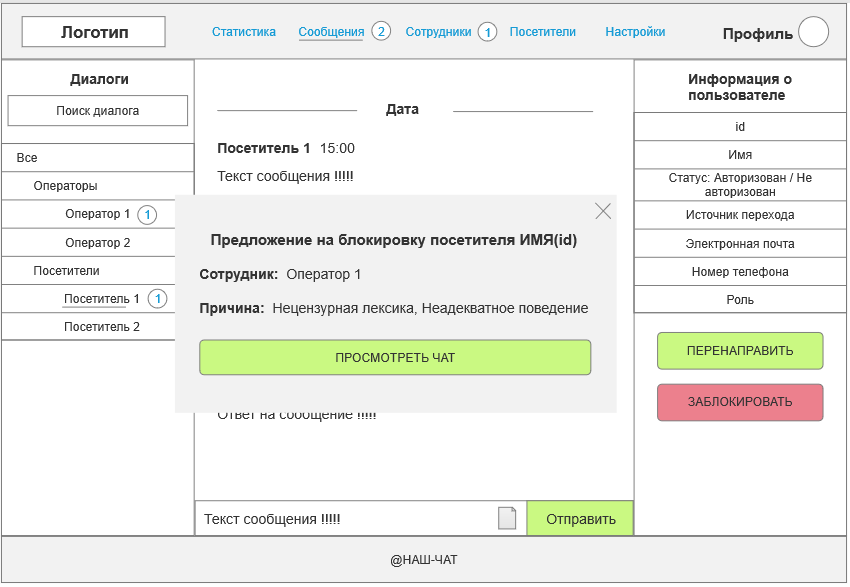 Логотип
Статистика
Сообщения 2
Сотрудники 1
Посетители
Настройки
Профиль
Диалоги
Поиск диалога
Все
Операторы
Оператор 1 1
Оператор 2
Посетители
Посетитель 1 1
Посетитель 2
Дата
Посетитель 1 15:00
Текст сообщения !!!!!
Предложение на блокировку посетителя ИМЯ(id)
Сотрудник: Оператор 1
Причина: Нецензурная лексика, Неадекватное поведение
ПРОСМОТРЕТЬ ЧАТ
Ответ на сообщение !!!!!
Текст сообщения !!!!!
Отправить
Информация о
пользователе
id
Имя
Статус: Авторизован / Не
авторизован
Источник перехода
Электронная почта
Номер телефона
Роль
ПЕРЕНАПРАВИТЬ
ЗАБЛОКИРОВАТЬ
@НАШ-ЧАТ